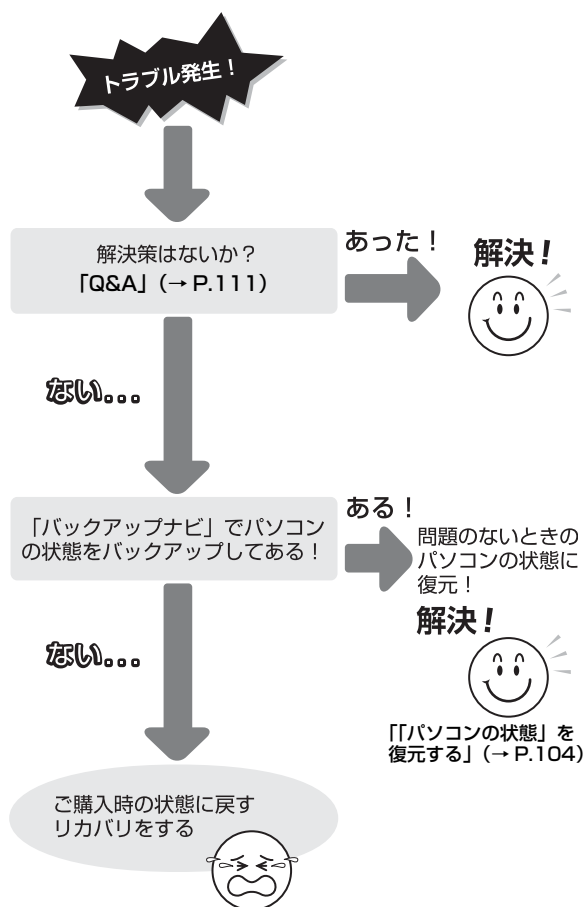 トラブル発生！
解決策はないか？
「Q&A」（→ P.111）
あった！
解決！
ない...
「バックアップナビ」でパソコン
の状態をバックアップしてある！
ある！
問題のないときの
パソコンの状態に
復元！
解決！
「「パソコンの状態」を
復元する」（→ P.104）
ない...
ご購入時の状態に戻す
リカバリをする